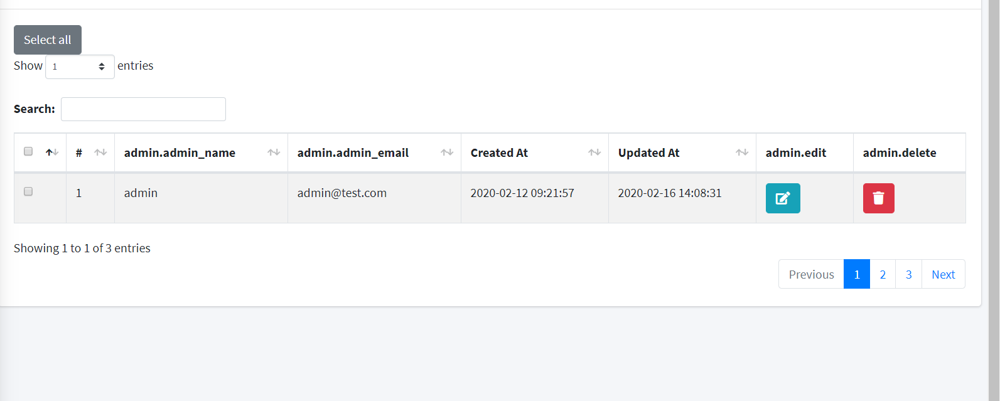 Select all
Show 1 entries
Search:
# admin.admin_name admin.admin_email Created At Updated At admin.edit admin.delete
1 admin admin@test.com 2020-02-12 09:21:57 2020-02-16 14:08:31
Showing 1 to 1 of 3 entries
Previous 1 2 3 Next